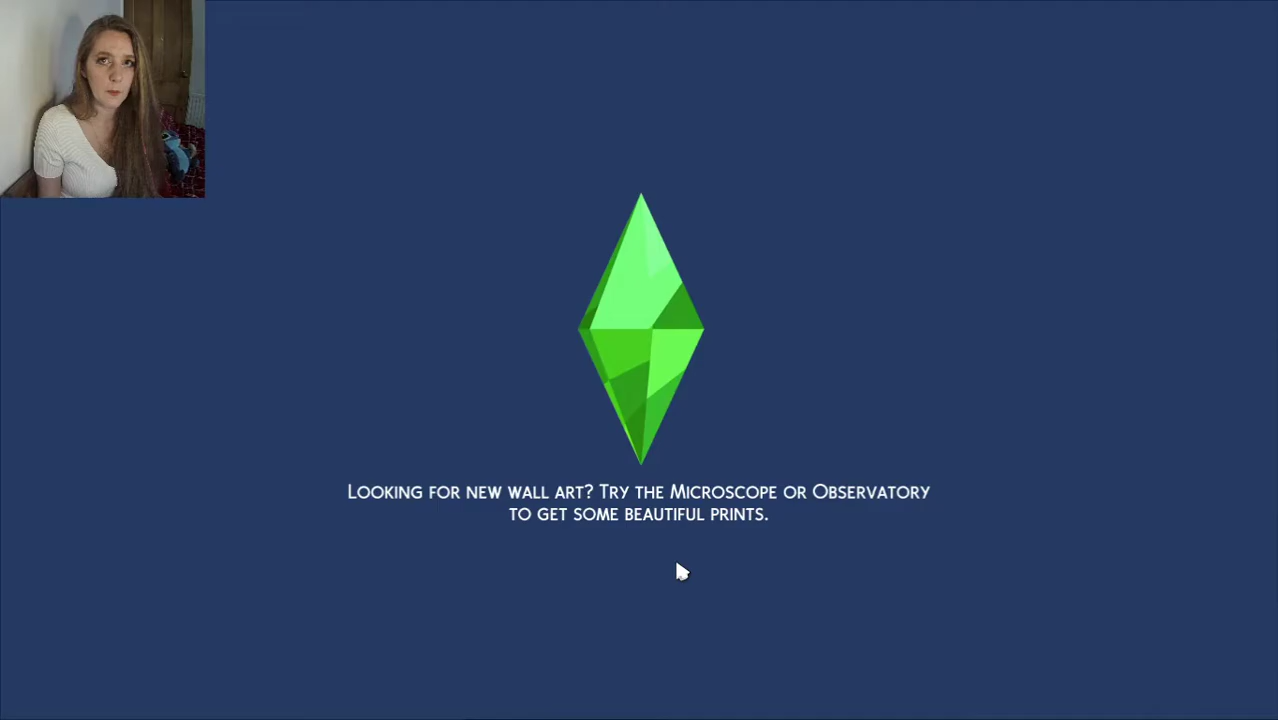 Looking for new wall art? Try the Microscope or Observatory
to get some beautiful prints.